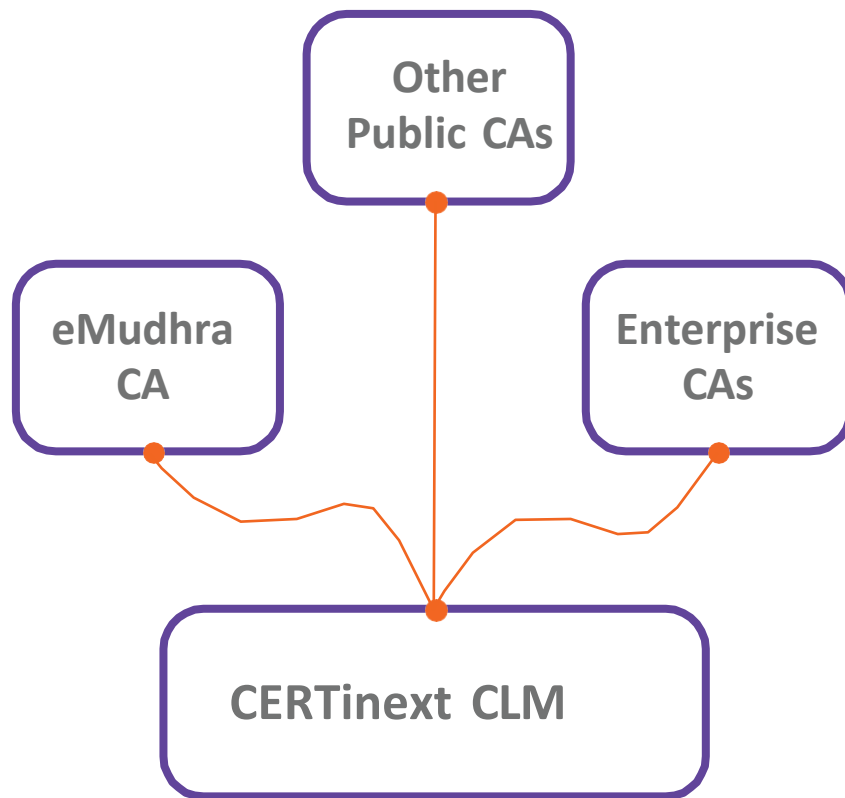 Other
Public CAs
eMudhra
CA
Enterprise
CAs
CERTinext CLM